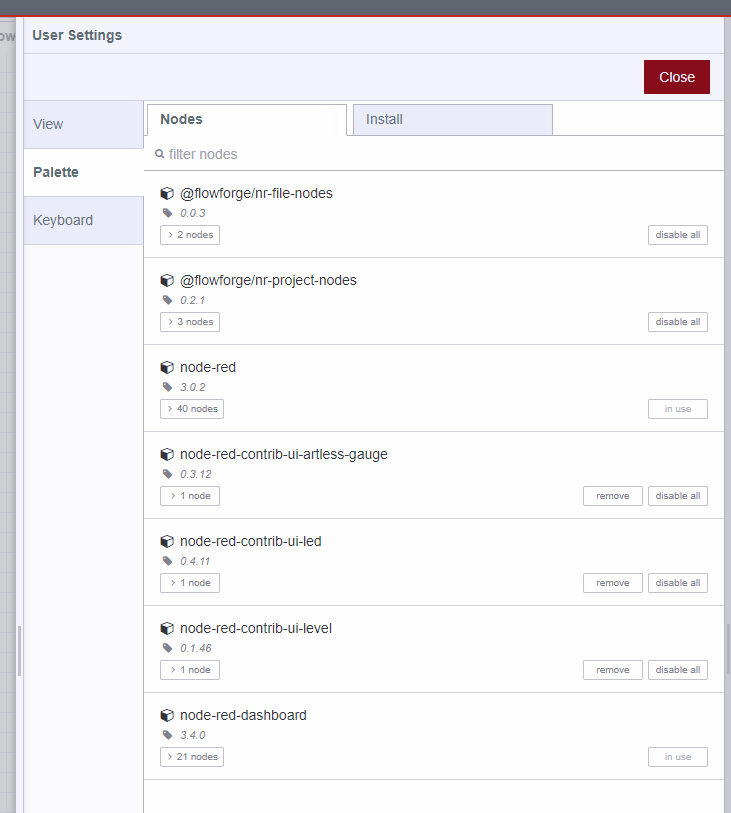 ow
User Settings
Close
View
Palette
Keyboard
Nodes
Install
filter nodes
@flowforge/nr-file-nodes
0.0.3
> 2 nodes
disable all
@flowforge/nr-project-nodes
0.2.1
> 3 nodes
disable all
node-red
3.0.2
> 40 nodes
in use
node-red-contrib-ui-artless-gauge
0.3.12
> 1 node
remove
disable all
node-red-contrib-ui-led
0.4.11
> 1 node
remove
disable all
node-red-contrib-ui-level
0.1.46
> 1 node
remove
disable all
node-red-dashboard
3.4.0
> 21 nodes
in use